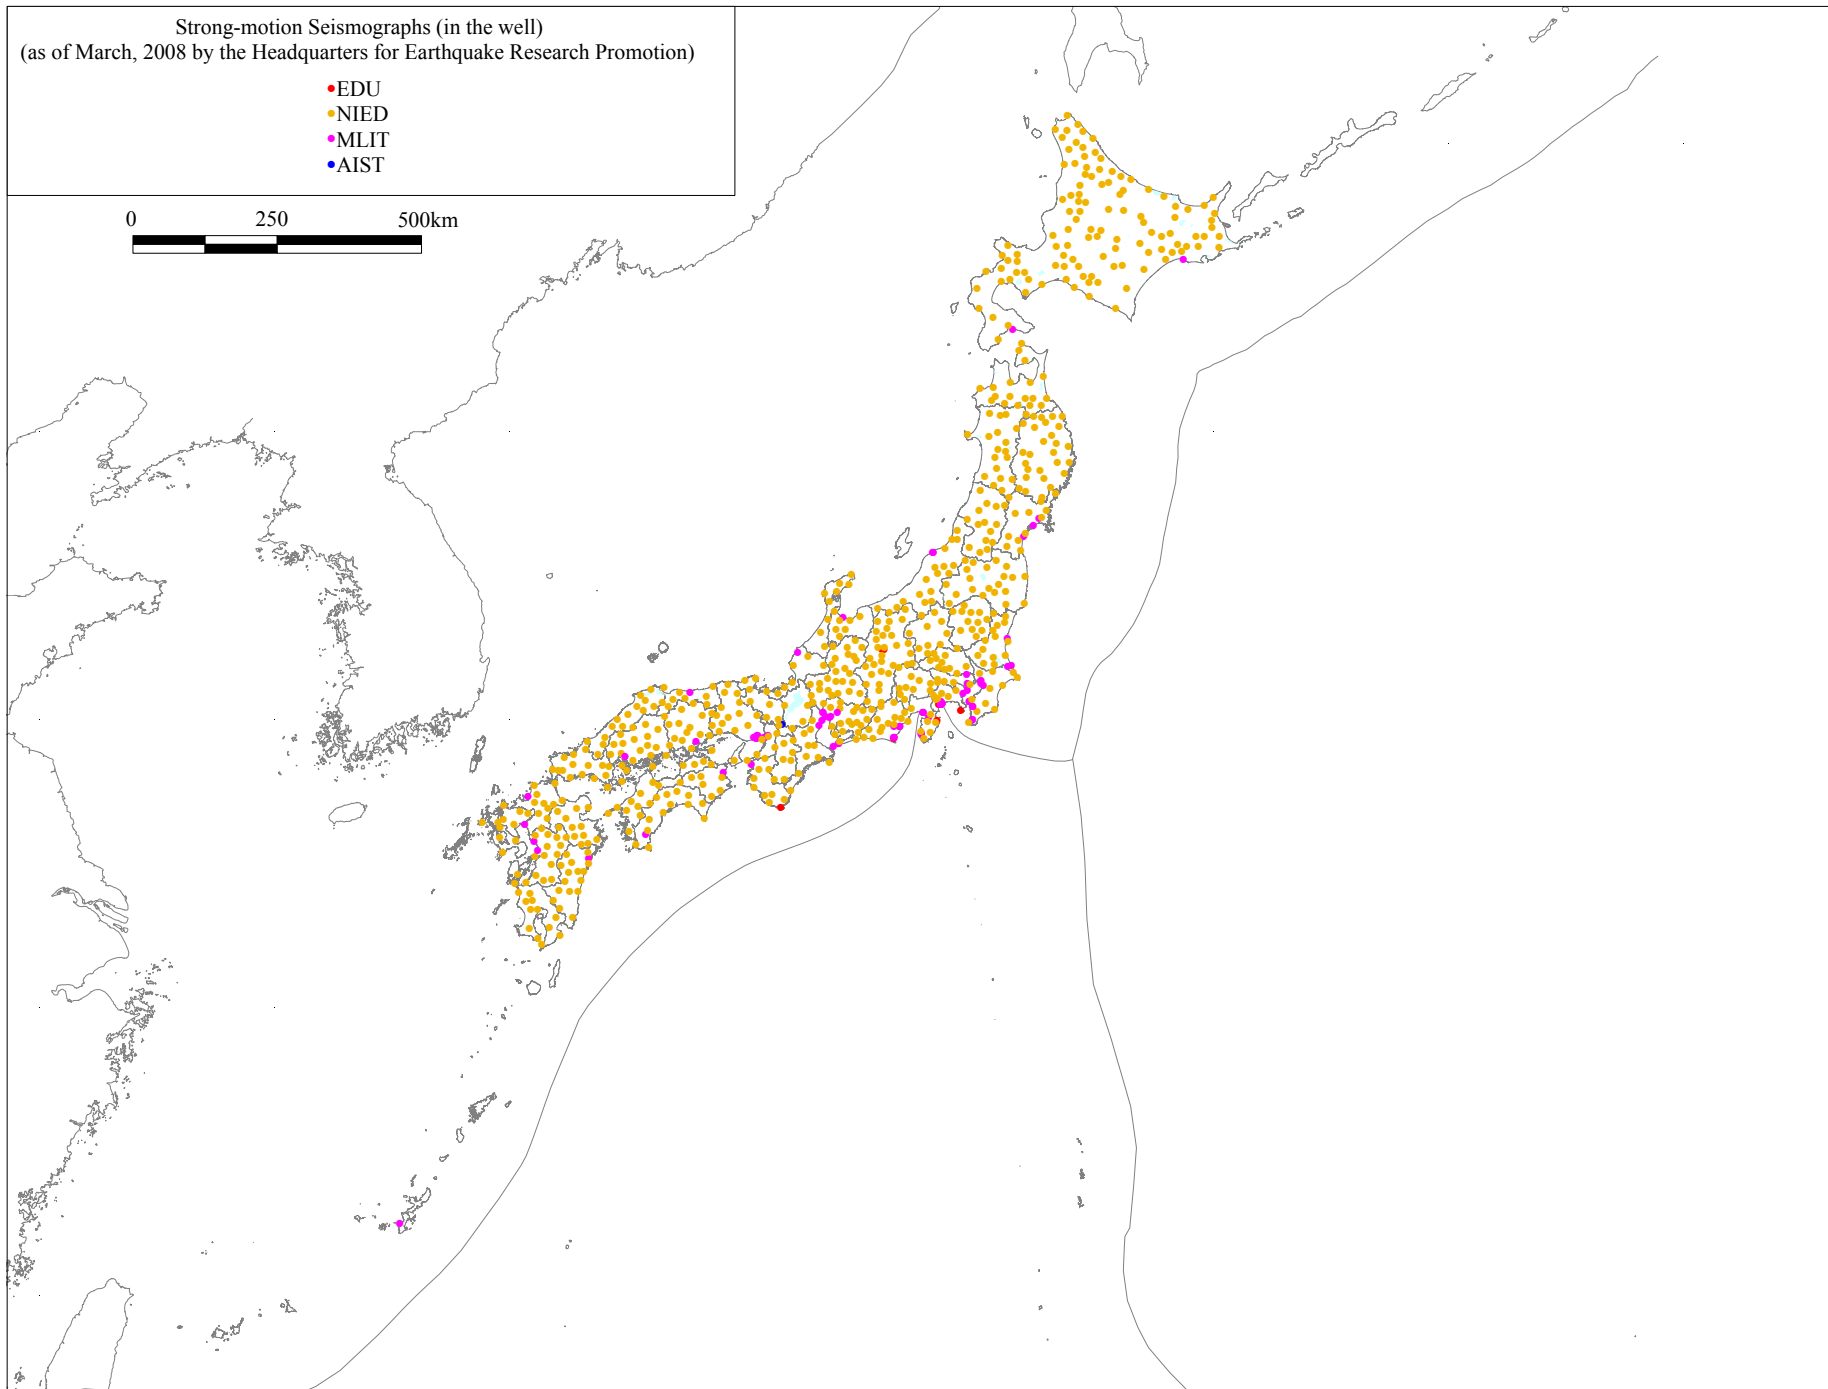 Strong-motion Seismographs (in the well)
(as of March, 2008 by the Headquarters for Earthquake Research Promotion)
EDU
NIED
MLIT
AIST
0 250 500km